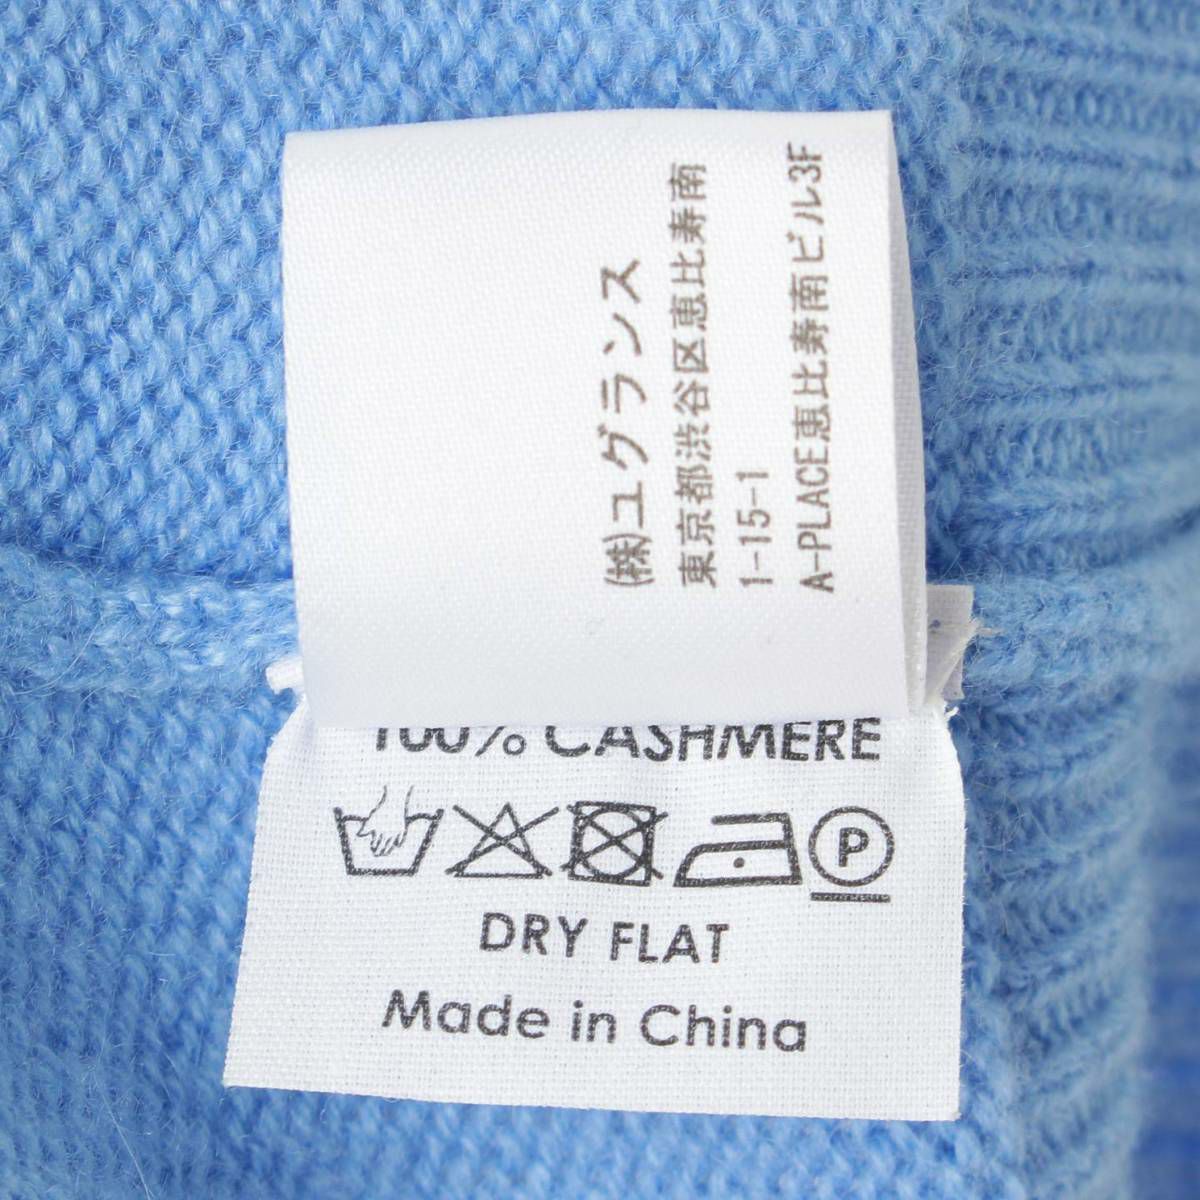 ㈱ユグランス
東京都渋谷区恵比寿南
1-15-1
A-PLACE恵比寿南ビル3F
100% CASHMERE
P
DRY FLAT
Made in China